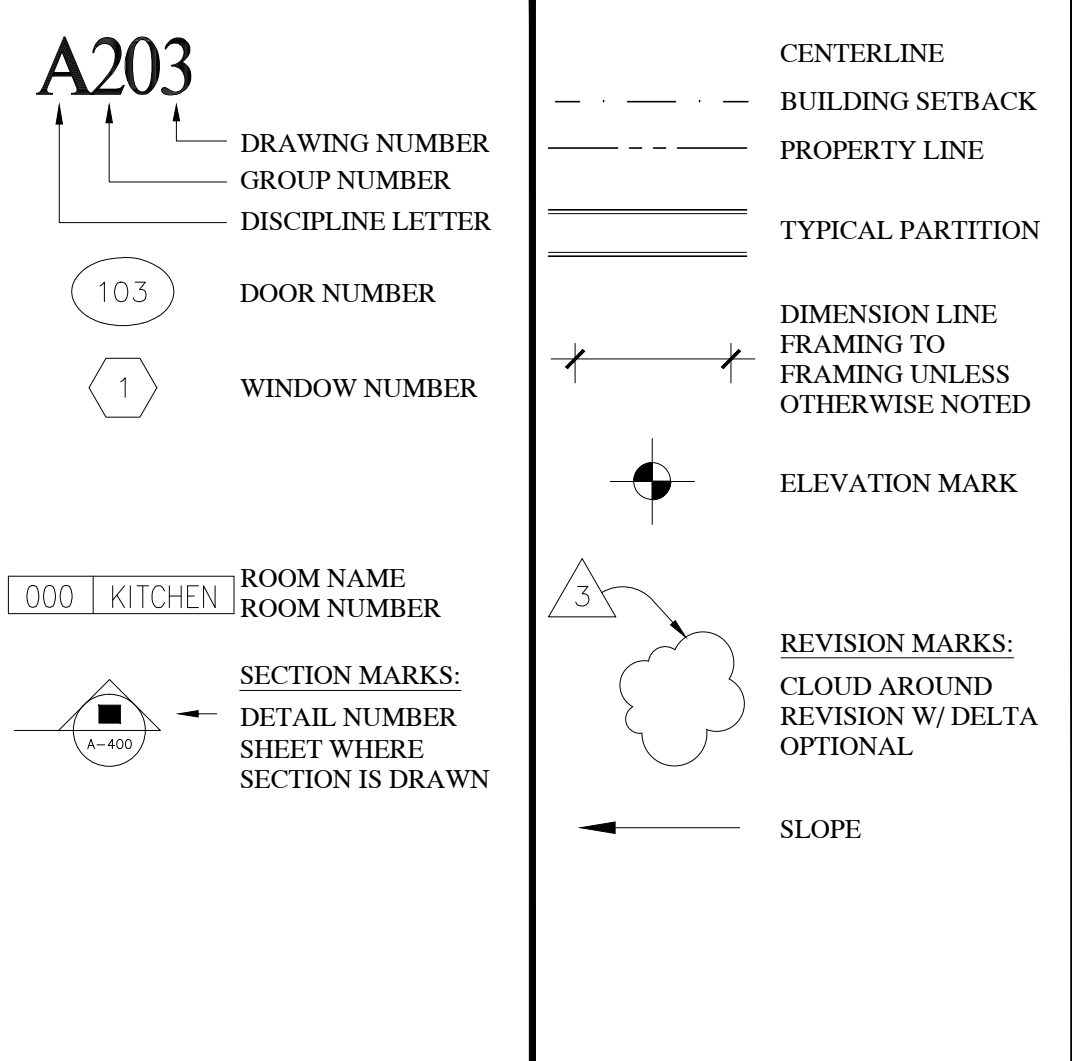 A203
DRAWING NUMBER
GROUP NUMBER
DISCIPLINE LETTER
103
DOOR NUMBER
1
WINDOW NUMBER
000 KITCHEN
ROOM NAME
ROOM NUMBER
A-400
SECTION MARKS:
DETAIL NUMBER
SHEET WHERE
SECTION IS DRAWN
CENTERLINE
BUILDING SETBACK
PROPERTY LINE
TYPICAL PARTITION
DIMENSION LINE
FRAMING TO
FRAMING UNLESS
OTHERWISE NOTED
ELEVATION MARK
3
REVISION MARKS:
CLOUD AROUND
REVISION W/ DELTA
OPTIONAL
SLOPE